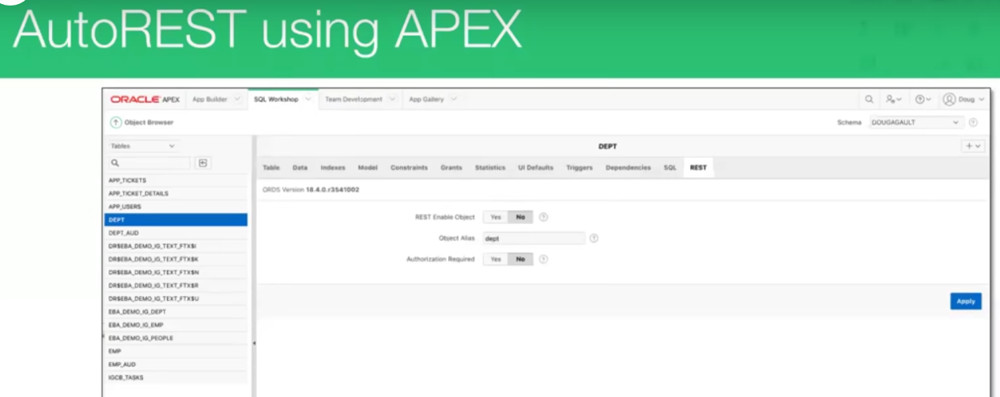 AutoREST using APEX
ORACLE APEX App Builder SQL Workshop Team Development App Gallery Doug
Object Browser Schema DOUGAGAULT
Tables DEPT
Table Data Indexes Model Constraints Grants Statistics UI Defaults Triggers Dependencies SQL REST
APP_TICKETS
ORDS Version 18.4.0.r3541002
APP_TICKET_DETAILS
APP_USERS
REST Enable Object Yes No
DEPT
DEPT_AUD
Object Alias dept
DR$EBA_DEMO_IG_TEXT_FTX$I
DR$EBA_DEMO_IG_TEXT_FTX$K
Authorization Required Yes No
DR$EBA_DEMO_IG_TEXT_FTX$N
DR$EBA_DEMO_IG_TEXT_FTX$R
DR$EBA_DEMO_IG_TEXT_FTX$U
Apply
EBA_DEMO_IG_DEPT
EBA_DEMO_IG_EMP
EBA_DEMO_IG_PEOPLE
EMP
EMP_AUD
IGCB_TASKS